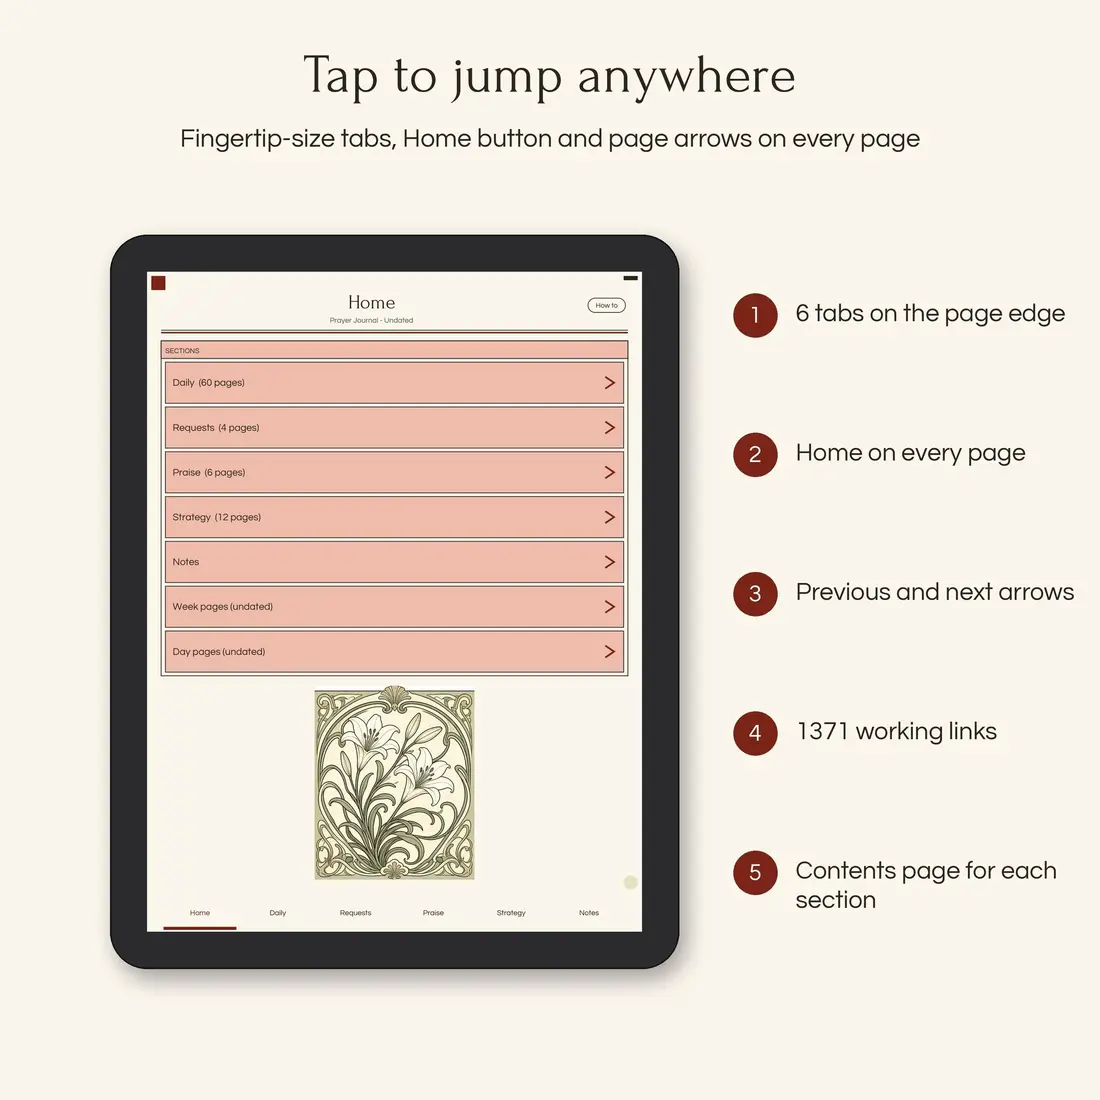 Tap to jump anywhere
Fingertip-size tabs, Home button and page arrows on every page
Home
How to
Prayer Journal - Undated
SECTIONS
Daily (60 pages)
Requests (4 pages)
Praise (6 pages)
Strategy (12 pages)
Notes
Week pages (undated)
Day pages (undated)
Home Daily Requests Praise Strategy Notes
1 6 tabs on the page edge
2 Home on every page
3 Previous and next arrows
4 1371 working links
5 Contents page for each
section